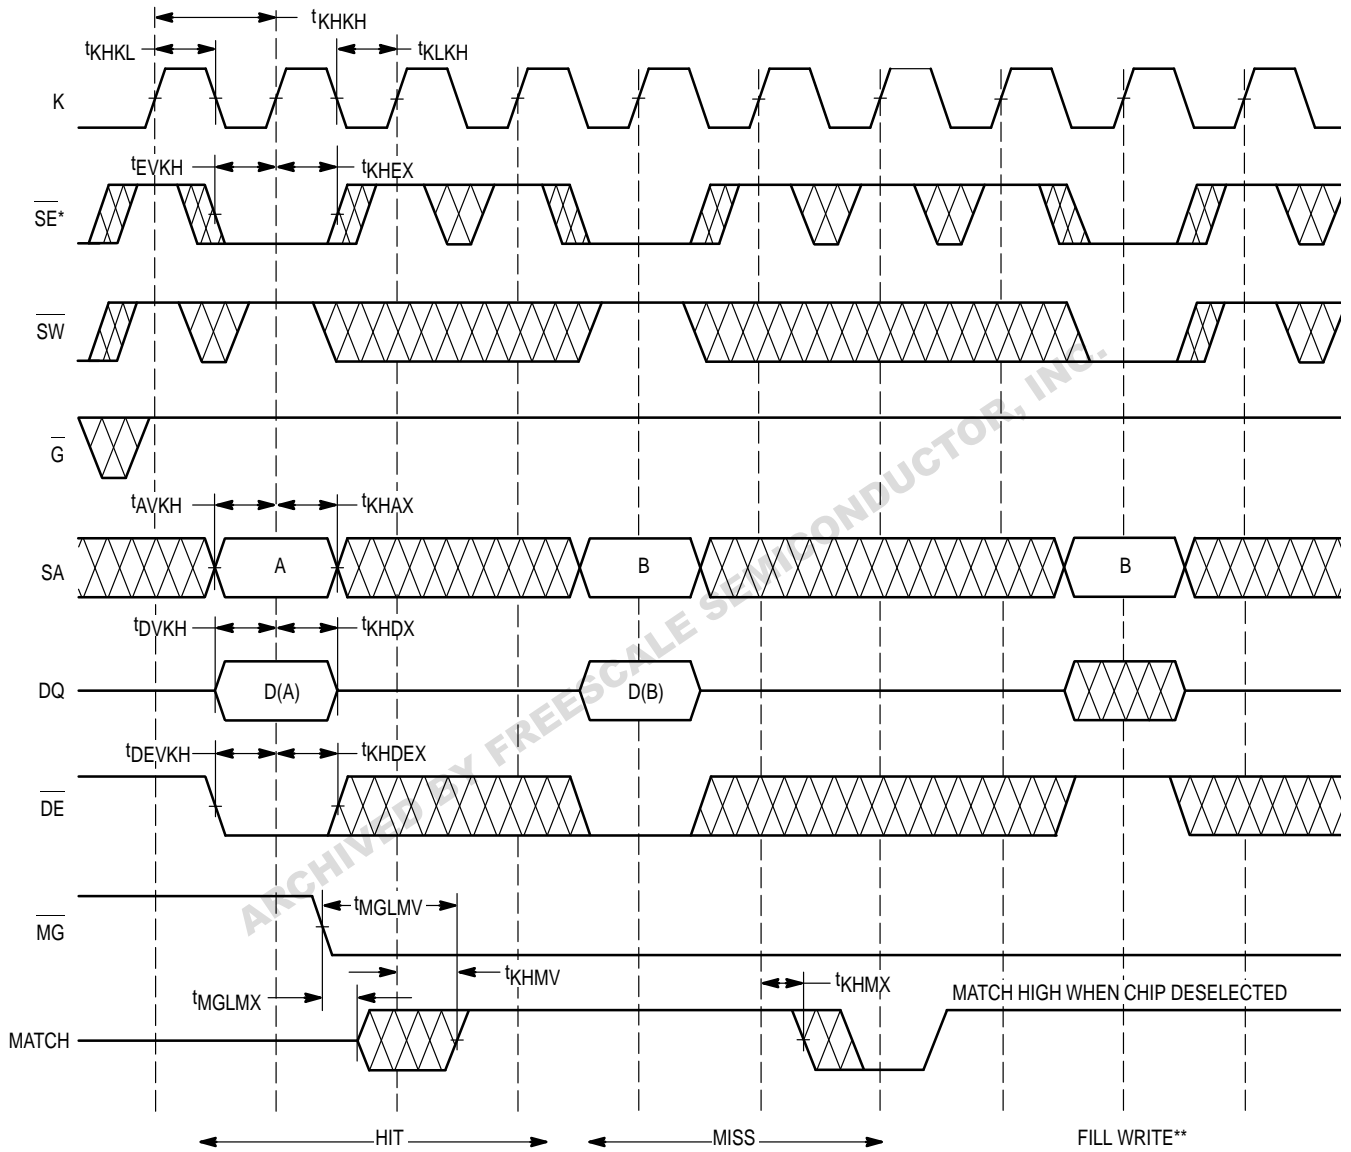 tKHKH
tKHKL
tKLKH
K
tEVKH
tKHEX
SE*
SW
G
tAVKH
tKHAX
SA
A
B
B
tDVKH
tKHDX
DQ
D(A)
D(B)
tDEVKH
tKHDEX
DE
MG
tMGLMV
tKHMV
tMGLMX
tKHMX
MATCH HIGH WHEN CHIP DESELECTED
MATCH
HIT
MISS
FILL WRITE**
ARCHIVED BY FREESCALE SEMICONDUCTOR, INC.